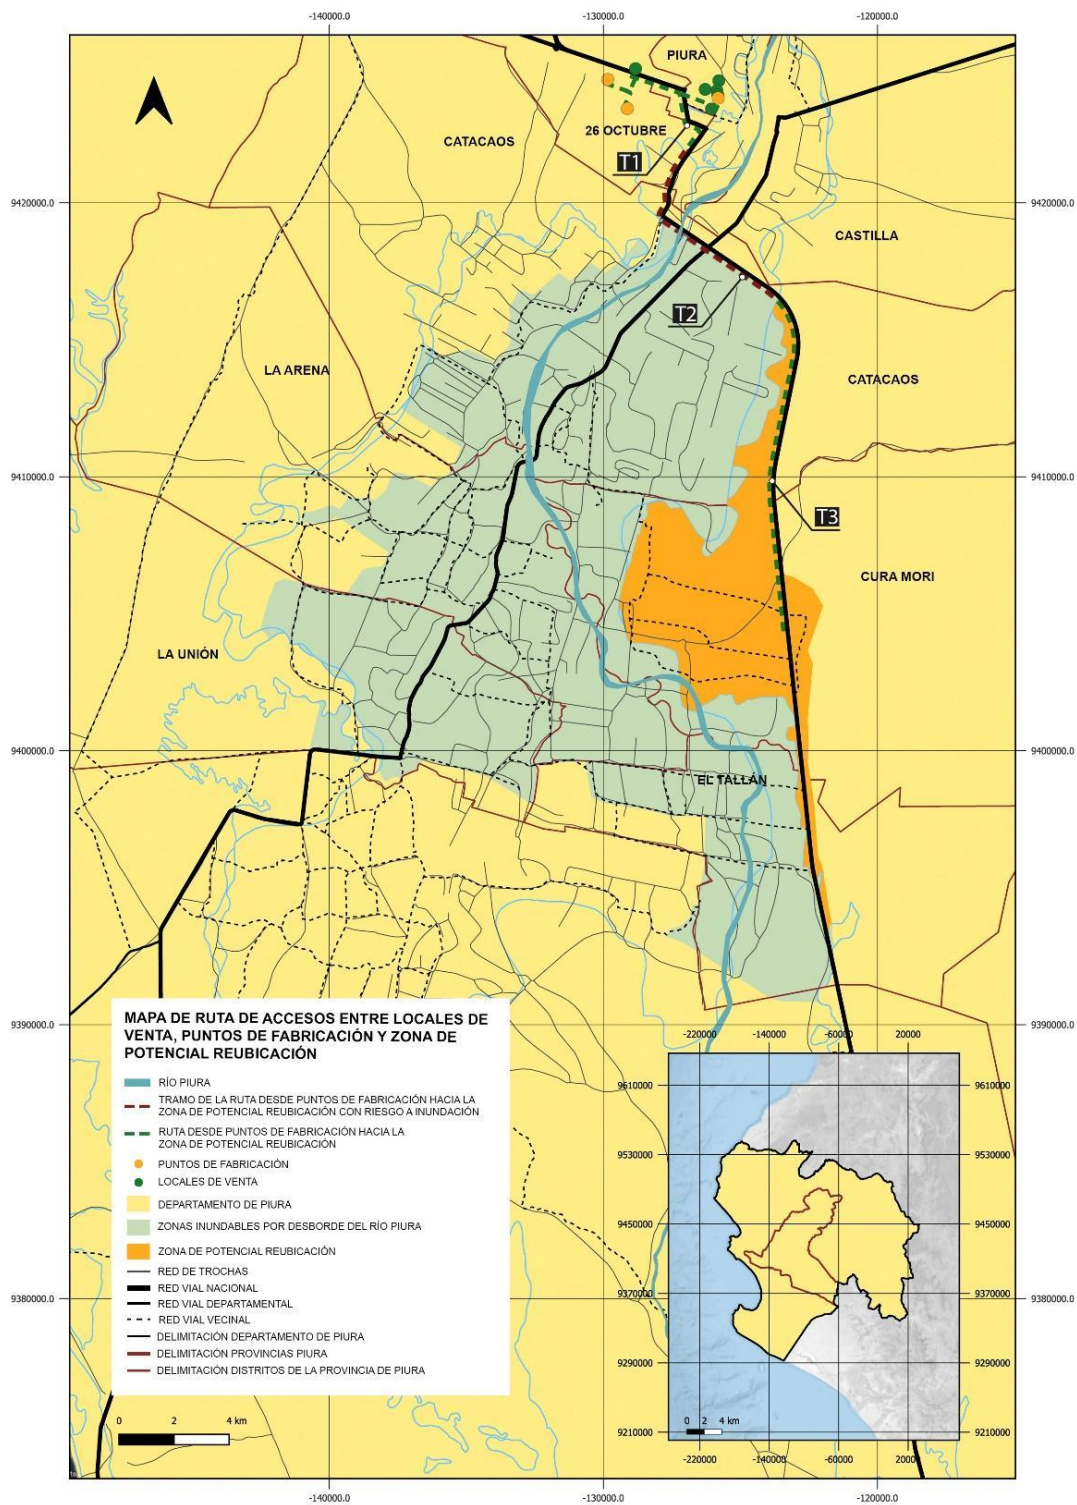 -140000.0
-130000.0
-120000.0
PIURA
26 OCTUBRE
CATACAOS
T1
9420000.0
9420000.0
CASTILLA
T2
LA ARENA
CATACAOS
9410000.0
9410000.0
T3
CURA MORI
LA UNIÓN
9400000.0
9400000.0
EL TALLÁN
9390000.0
9390000.0
MAPA DE RUTA DE ACCESOS ENTRE LOCALES DE
VENTA, PUNTOS DE FABRICACIÓN Y ZONA DE
POTENCIAL REUBICACIÓN
RÍO PIURA
TRAMO DE LA RUTA DESDE PUNTOS DE FABRICACIÓN HACIA LA
ZONA DE POTENCIAL REUBICACIÓN CON RIESGO A INUNDACIÓN
RUTA DESDE PUNTOS DE FABRICACIÓN HACIA LA
ZONA DE POTENCIAL REUBICACIÓN
PUNTOS DE FABRICACIÓN
LOCALES DE VENTA
DEPARTAMENTO DE PIURA
ZONAS INUNDABLES POR DESBORDE DEL RÍO PIURA
ZONA DE POTENCIAL REUBICACIÓN
RED DE TROCHAS
RED VIAL NACIONAL
RED VIAL DEPARTAMENTAL
RED VIAL VECINAL
DELIMITACIÓN DEPARTAMENTO DE PIURA
DELIMITACIÓN PROVINCIAS PIURA
DELIMITACIÓN DISTRITOS DE LA PROVINCIA DE PIURA
0 2 4 km
9380000.0
9380000.0
-220000 -140000 -60000 20000
9610000
9610000
9530000
9530000
9450000
9450000
9370000
9370000
9290000
9290000
9210000
9210000
0 2 4 km
-220000 -140000 -60000 20000
-140000.0
-130000.0
-120000.0